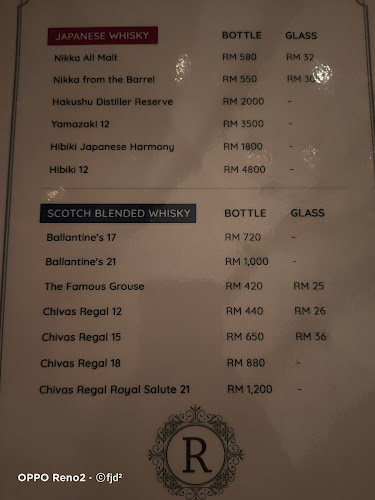 JAPANESE WHISKY BOTTLE GLASS
Nikka All Malt RM 580 RM 32
Nikka from the Barrel RM 550 RM
Hakushu Distiller Reserve RM 2000 -
Yamazaki 12 RM 3500 -
Hibiki Japanese Harmony RM 1800 -
Hibiki 12 RM 4800 -
SCOTCH BLENDED WHISKY BOTTLE GLASS
Ballantine's 17 RM 720 -
Ballantine's 21 RM 1,000 -
The Famous Grouse RM 420 RM 25
Chivas Regal 12 RM 440 RM 26
Chivas Regal 15 RM 650 RM 36
Chivas Regal 18 RM 880 -
Chivas Regal Royal Salute 21 RM 1,200 -
R
OPPO Reno2 - ©fjd²